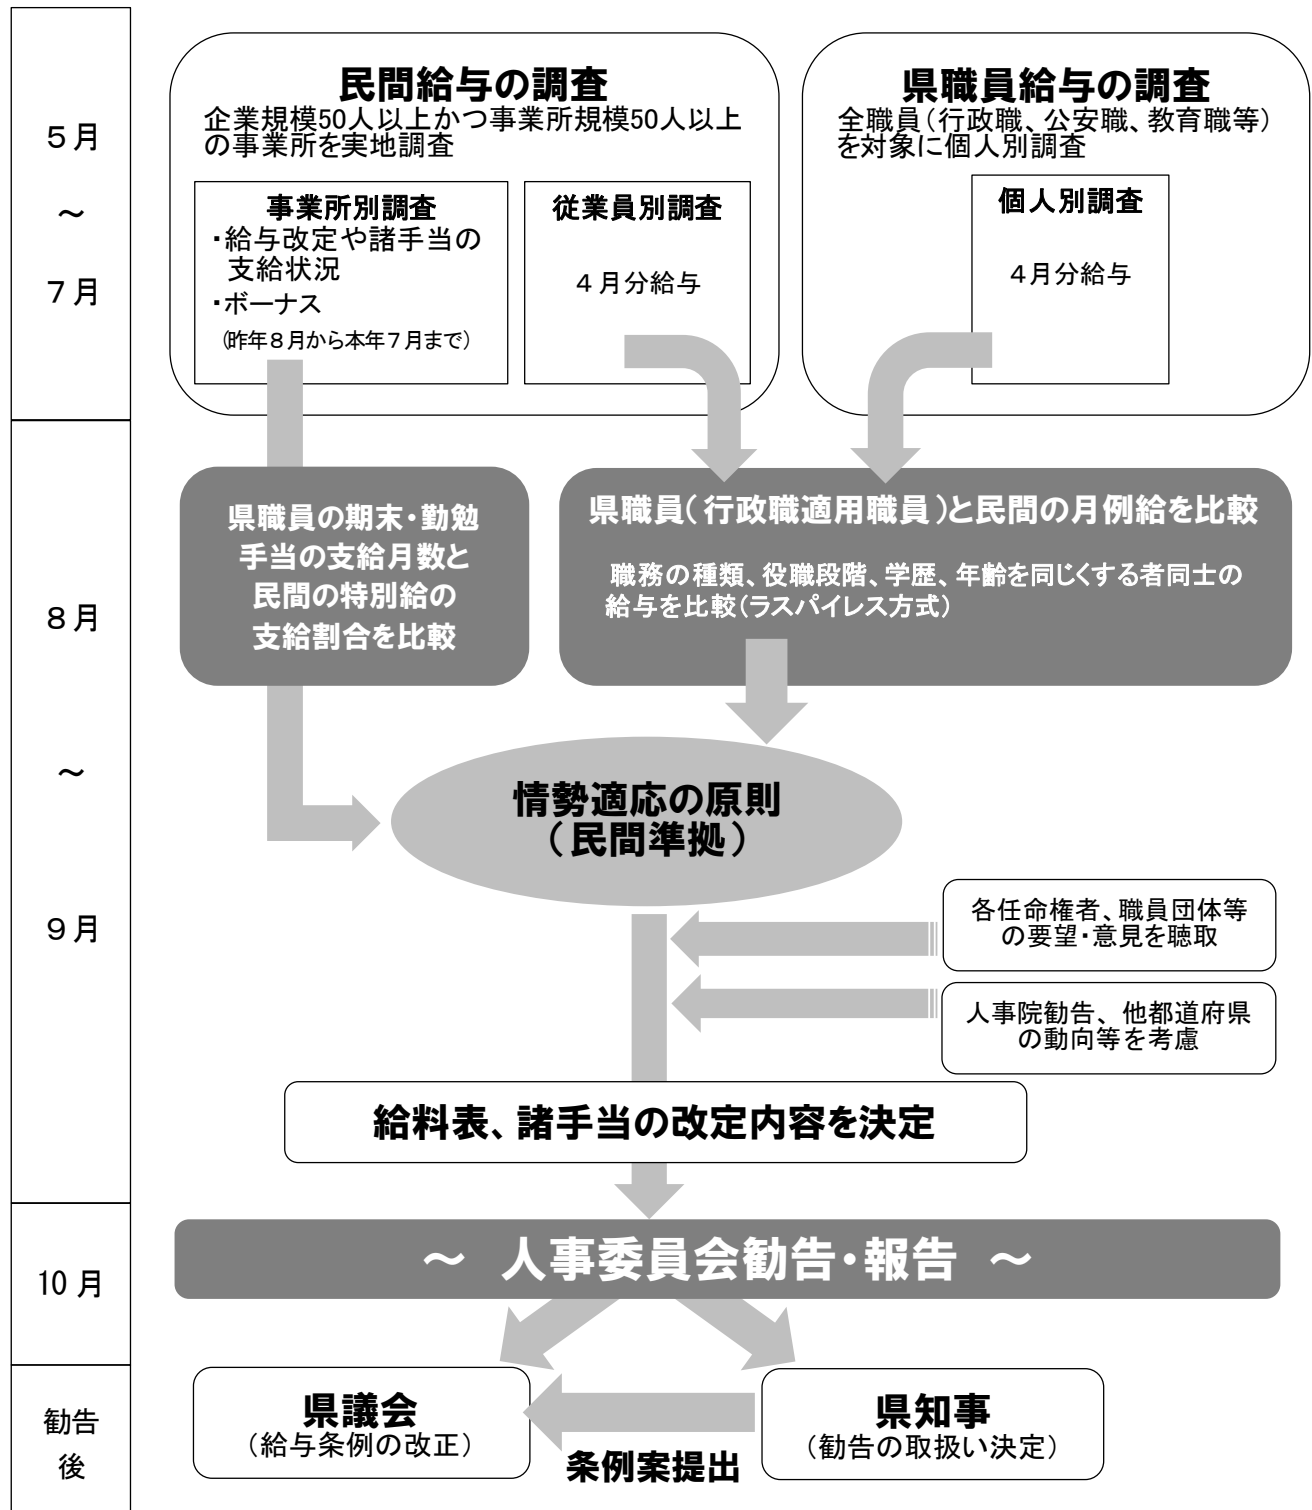 5月
~
7月
民間給与の調査
企業規模50人以上かつ事業所規模50人以上
の事業所を実地調査
事業所別調査
・給与改定や諸手当の
支給状況
・ボーナス
(昨年8月から本年7月まで)
従業員別調査
4月分給与
県職員給与の調査
全職員(行政職、公安職、教育職等)
を対象に個人別調査
個人別調査
4月分給与
8月
~
9月
県職員の期末・勤勉
手当の支給月数と
民間の特別給の
支給割合を比較
県職員(行政職適用職員)と民間の月例給を比較
職務の種類、役職段階、学歴、年齢を同じくする者同士の
給与を比較(ラスパイレス方式)
情勢適応の原則
(民間準拠)
各任命権者、職員団体等
の要望・意見を聴取
人事院勧告、他都道府県
の動向等を考慮
給料表、諸手当の改定内容を決定
10月
~ 人事委員会勧告・報告 ~
勧告
後
県議会
(給与条例の改正)
条例案提出
県知事
(勧告の取扱い決定)